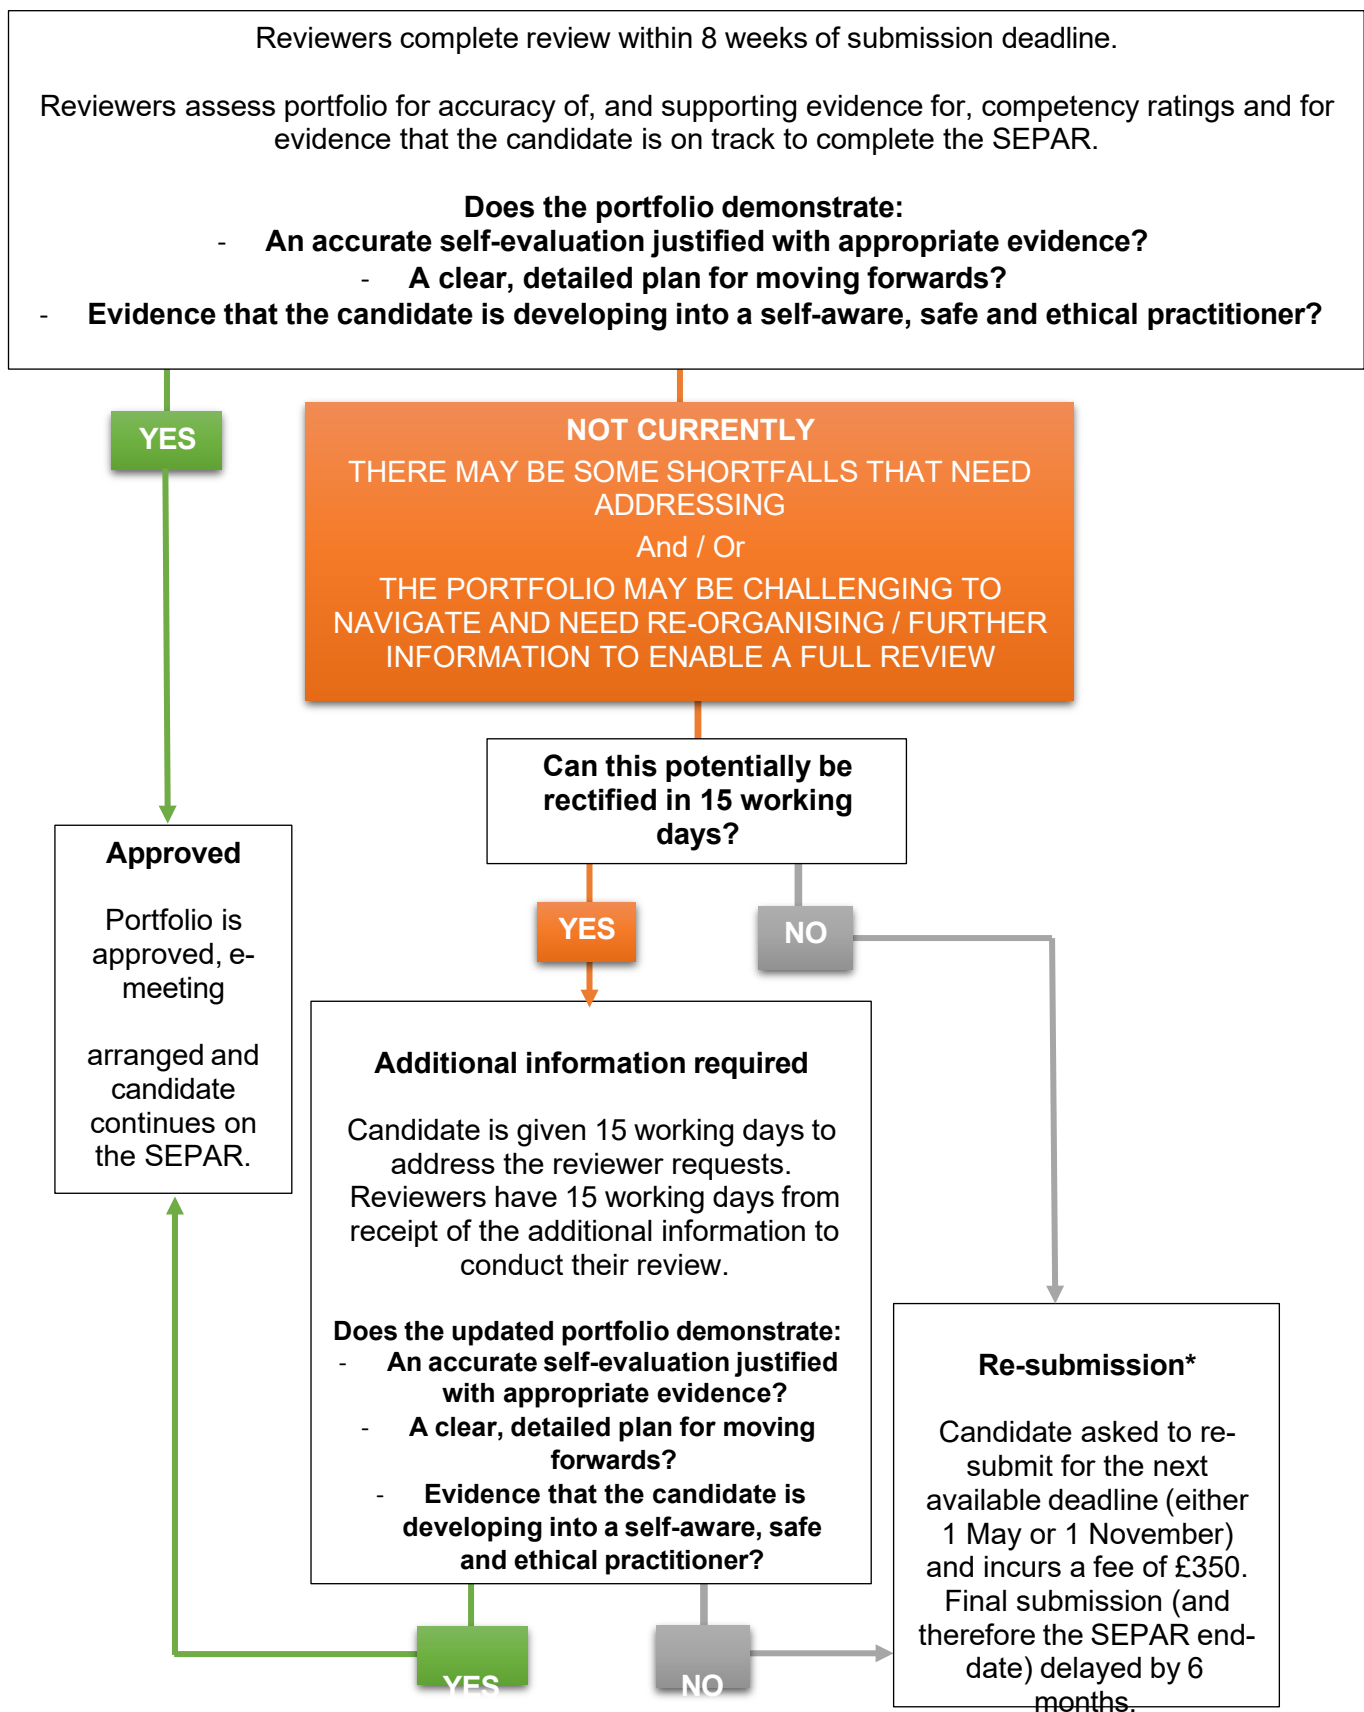 Reviewers complete review within 8 weeks of submission deadline.
Reviewers assess portfolio for accuracy of, and supporting evidence for, competency ratings and for
evidence that the candidate is on track to complete the SEPAR.
Does the portfolio demonstrate:
- An accurate self-evaluation justified with appropriate evidence?
- A clear, detailed plan for moving forwards?
- Evidence that the candidate is developing into a self-aware, safe and ethical practitioner?
YES
NOT CURRENTLY
THERE MAY BE SOME SHORTFALLS THAT NEED
ADDRESSING
And / Or
THE PORTFOLIO MAY BE CHALLENGING TO
NAVIGATE AND NEED RE-ORGANISING / FURTHER
INFORMATION TO ENABLE A FULL REVIEW
Can this potentially be
rectified in 15 working
days?
YES
NO
Approved
Portfolio is
approved, e-
meeting
arranged and
candidate
continues on
the SEPAR.
Additional information required
Candidate is given 15 working days to
address the reviewer requests.
Reviewers have 15 working days from
receipt of the additional information to
conduct their review.
Does the updated portfolio demonstrate:
- An accurate self-evaluation justified
with appropriate evidence?
- A clear, detailed plan for moving
forwards?
- Evidence that the candidate is
developing into a self-aware, safe
and ethical practitioner?
YES
NO
Re-submission*
Candidate asked to re-
submit for the next
available deadline (either
1 May or 1 November)
and incurs a fee of £350.
Final submission (and
therefore the SEPAR end-
date) delayed by 6
months.